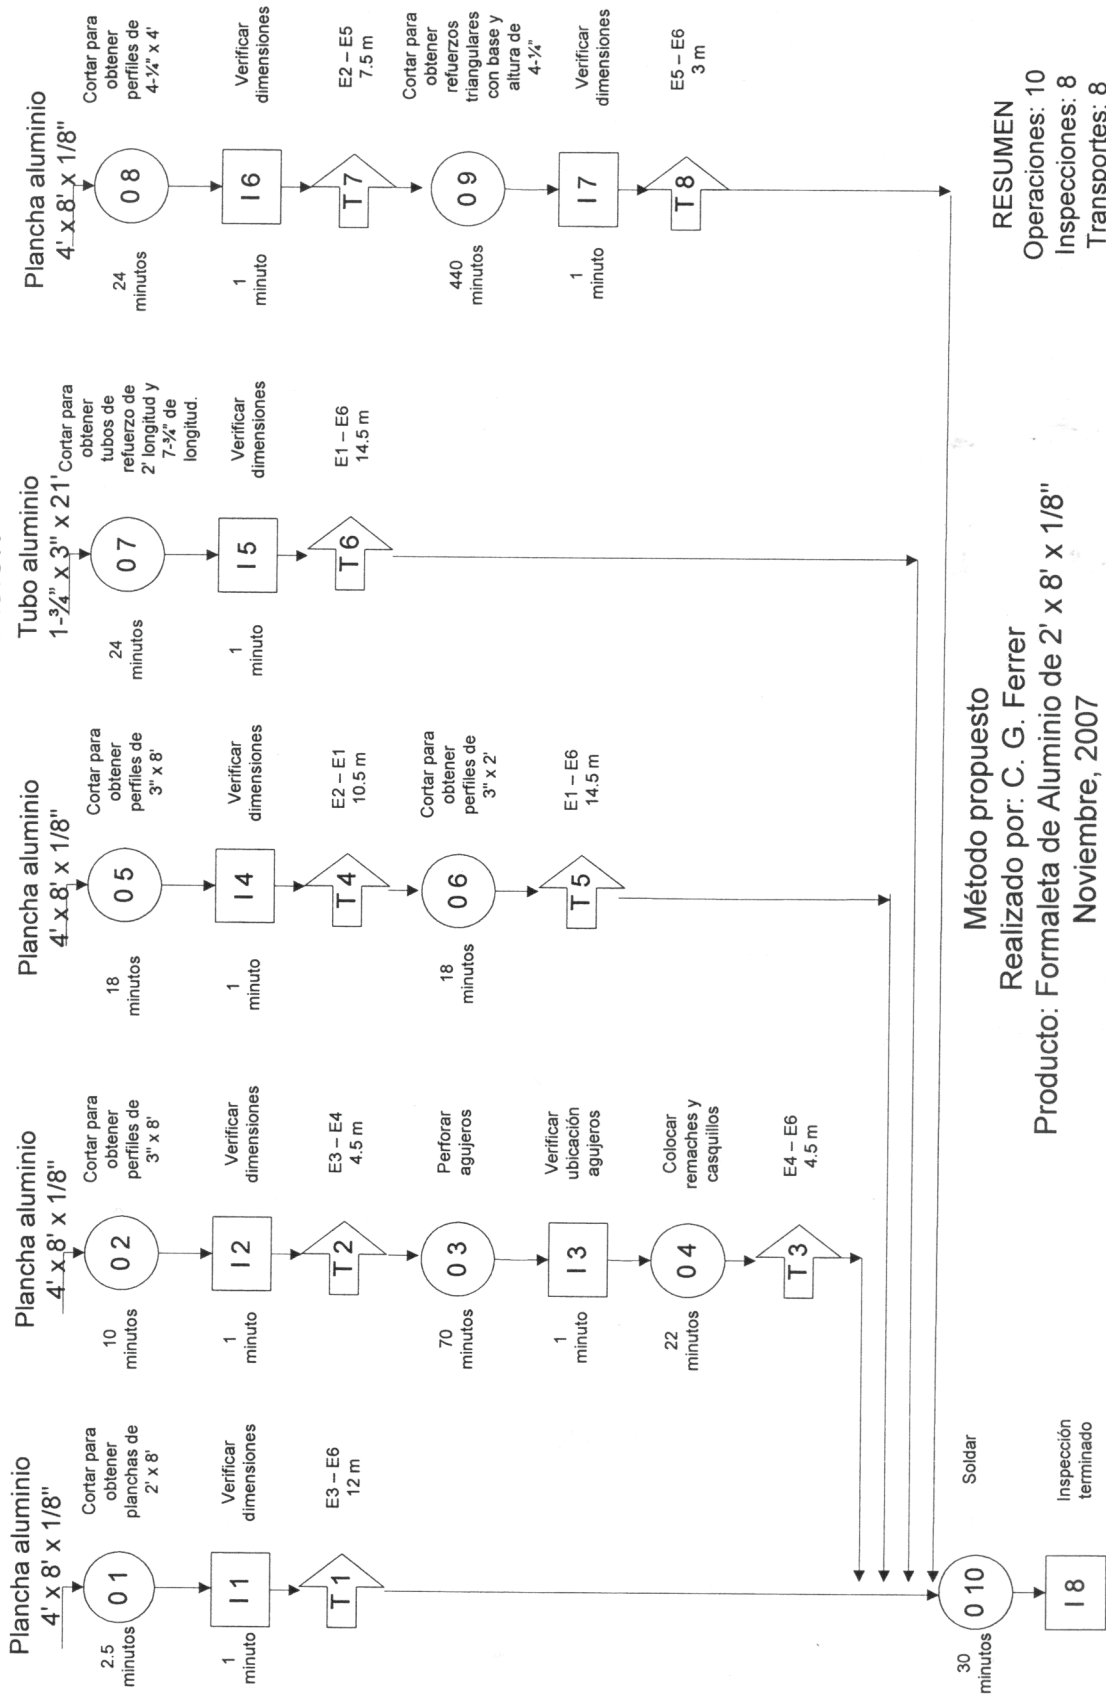 Plancha aluminio
4' x 8' x 1/8"
2.5
minutos
O 1
Cortar para
obtener
planchas de
2' x 8'
1
minuto
I 1
Verificar
dimensiones
T 1
E3 – E6
12 m
Plancha aluminio
4' x 8' x 1/8"
10
minutos
O 2
Cortar para
obtener
perfiles de
3" x 8'
1
minuto
I 2
Verificar
dimensiones
T 2
E3 – E4
4.5 m
70
minutos
O 3
Perforar
agujeros
1
minuto
I 3
Verificar
ubicación
agujeros
22
minutos
O 4
Colocar
remaches y
casquillos
T 3
E4 – E6
4.5 m
Plancha aluminio
4' x 8' x 1/8"
18
minutos
O 5
Cortar para
obtener
perfiles de
3" x 8'
1
minuto
I 4
Verificar
dimensiones
T 4
E2 – E1
10.5 m
18
minutos
O 6
Cortar para
obtener
perfiles de
3" x 2'
T 5
E1 – E6
14.5 m
Tubo aluminio
1-¾" x 3" x 21'
24
minutos
O 7
Cortar para
obtener
tubos de
refuerzo de
2' longitud y
7-¾" de
longitud.
1
minuto
I 5
Verificar
dimensiones
T 6
E1 – E6
14.5 m
Plancha aluminio
4' x 8' x 1/8"
24
minutos
O 8
Cortar para
obtener
perfiles de
4-¼" x 4'
1
minuto
I 6
Verificar
dimensiones
T 7
E2 – E5
7.5 m
440
minutos
O 9
Cortar para
obtener
refuerzos
triangulares
con base y
altura de
4-¼"
1
minuto
I 7
Verificar
dimensiones
T 8
E5 – E6
3 m
30
minutos
O 10
Soldar
I 8
Inspección
terminado
Método propuesto
Realizado por: C. G. Ferrer
Producto: Formaleta de Aluminio de 2' x 8' x 1/8"
Noviembre, 2007
RESUMEN
Operaciones: 10
Inspecciones: 8
Transportes: 8